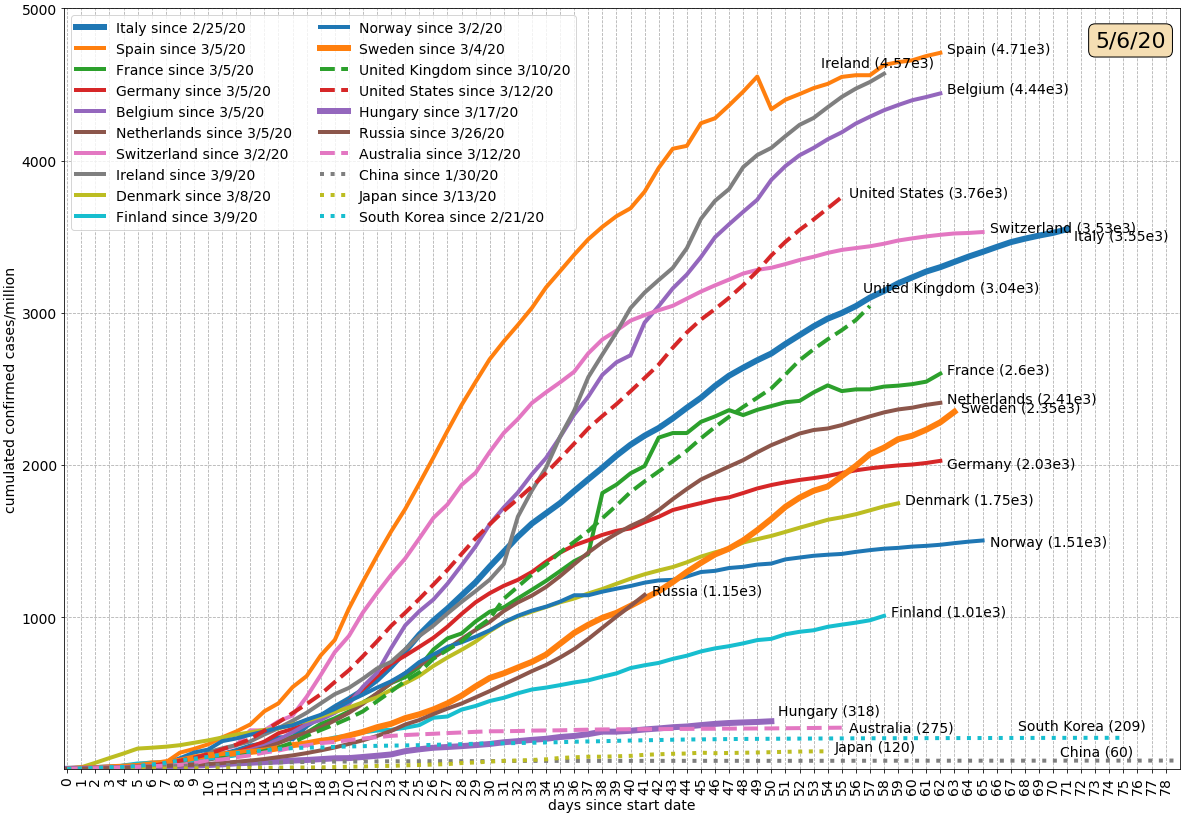 5000
4000
3000
2000
1000
cumulated confirmed cases/million
Italy since 2/25/20
Spain since 3/5/20
France since 3/5/20
Germany since 3/5/20
Belgium since 3/5/20
Netherlands since 3/5/20
Switzerland since 3/2/20
Ireland since 3/9/20
Denmark since 3/8/20
Finland since 3/9/20
Norway since 3/2/20
Sweden since 3/4/20
United Kingdom since 3/10/20
United States since 3/12/20
Hungary since 3/17/20
Russia since 3/26/20
Australia since 3/12/20
China since 1/30/20
Japan since 3/13/20
South Korea since 2/21/20
5/6/20
Spain (4.71e3)
Ireland (4.57e3)
Belgium (4.44e3)
United States (3.76e3)
Switzerland (3.53e3)
Italy (3.55e3)
United Kingdom (3.04e3)
France (2.6e3)
Netherlands (2.41e3)
Sweden (2.35e3)
Germany (2.03e3)
Denmark (1.75e3)
Norway (1.51e3)
Russia (1.15e3)
Finland (1.01e3)
Hungary (318)
Australia (275)
South Korea (209)
Japan (120)
China (60)
0 1 2 3 4 5 6 7 8 9 10 11 12 13 14 15 16 17 18 19 20 21 22 23 24 25 26 27 28 29 30 31 32 33 34 35 36 37 38 39 40 41 42 43 44 45 46 47 48 49 50 51 52 53 54 55 56 57 58 59 60 61 62 63 64 65 66 67 68 69 70 71 72 73 74 75 76 77 78
days since start date